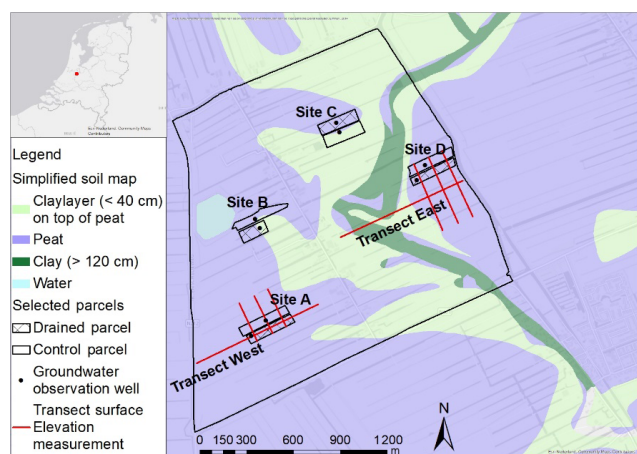 Legend
Simplified soil map
Claylayer (< 40 cm)
on top of peat
Peat
Clay (> 120 cm)
Water
Selected parcels
Drained parcel
Control parcel
Groundwater
observation well
Transect surface
Elevation
measurement
Site C
Site D
Site B
Transect East
Site A
Transect West
N
0 150 300 600 900 1200
m